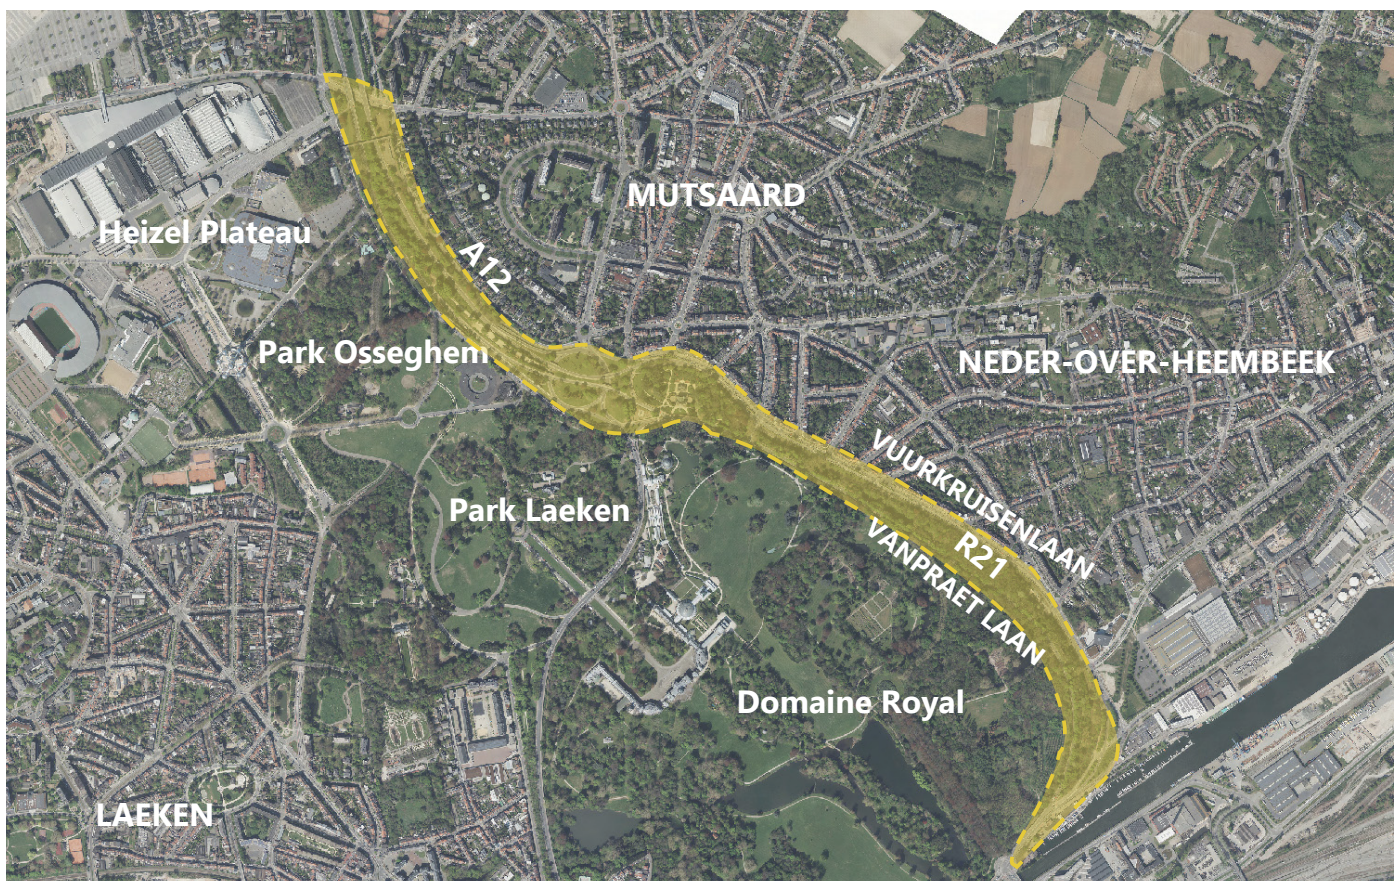 MUTSAARD
Heizel Plateau
A12
Park Osseghem
NEDER-OVER-HEEMBEEK
VUURKRUISENLAAN
R21
VANPRAET LAAN
Park Laeken
Domaine Royal
LAEKEN